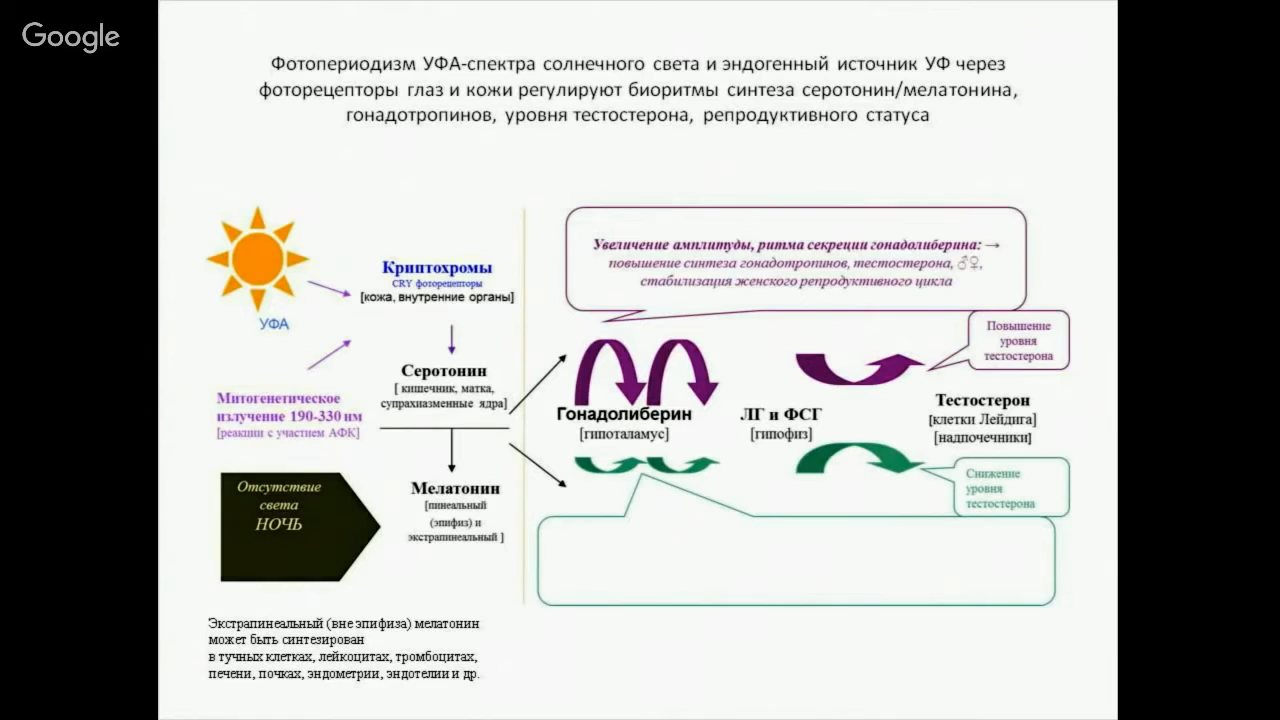 Google
Фотопериодизм УФА-спектра солнечного света и эндогенный источник УФ через
фоторецепторы глаз и кожи регулируют биоритмы синтеза серотонин/мелатонина,
гонадотропинов, уровня тестостерона, репродуктивного статуса
УФА
Митогенетическое
излучение 190-330 нм
[реакции с участием АФК]
Отсутствие
света
НОЧЬ
Криптохромы
CRY фоторецепторы
[кожа, внутренние органы]
Серотонин
[ кишечник, матка,
супрахиазменные ядра]
Мелатонин
[пинеальный
(эпифиз) и
экстрапинеальный ]
Увеличение амплитуды, ритма секреции гонадолиберина: →
повышение синтеза гонадотропинов, тестостерона, ♂♀,
стабилизация женского репродуктивного цикла
Повышение
уровня
тестостерона
Гонадолиберин
[гипоталамус]
ЛГ и ФСГ
[гипофиз]
Тестостерон
[клетки Лейдига]
[надпочечники]
Снижение
уровня
тестостерона
Экстрапинеальный (вне эпифиза) мелатонин
может быть синтезирован
в тучных клетках, лейкоцитах, тромбоцитах,
печени, почках, эндометрии, эндотелии и др.